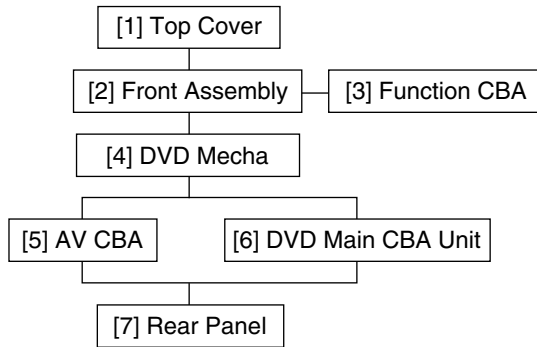 [1] Top Cover
[2] Front Assembly
[3] Function CBA
[4] DVD Mecha
[5] AV CBA
[6] DVD Main CBA Unit
[7] Rear Panel